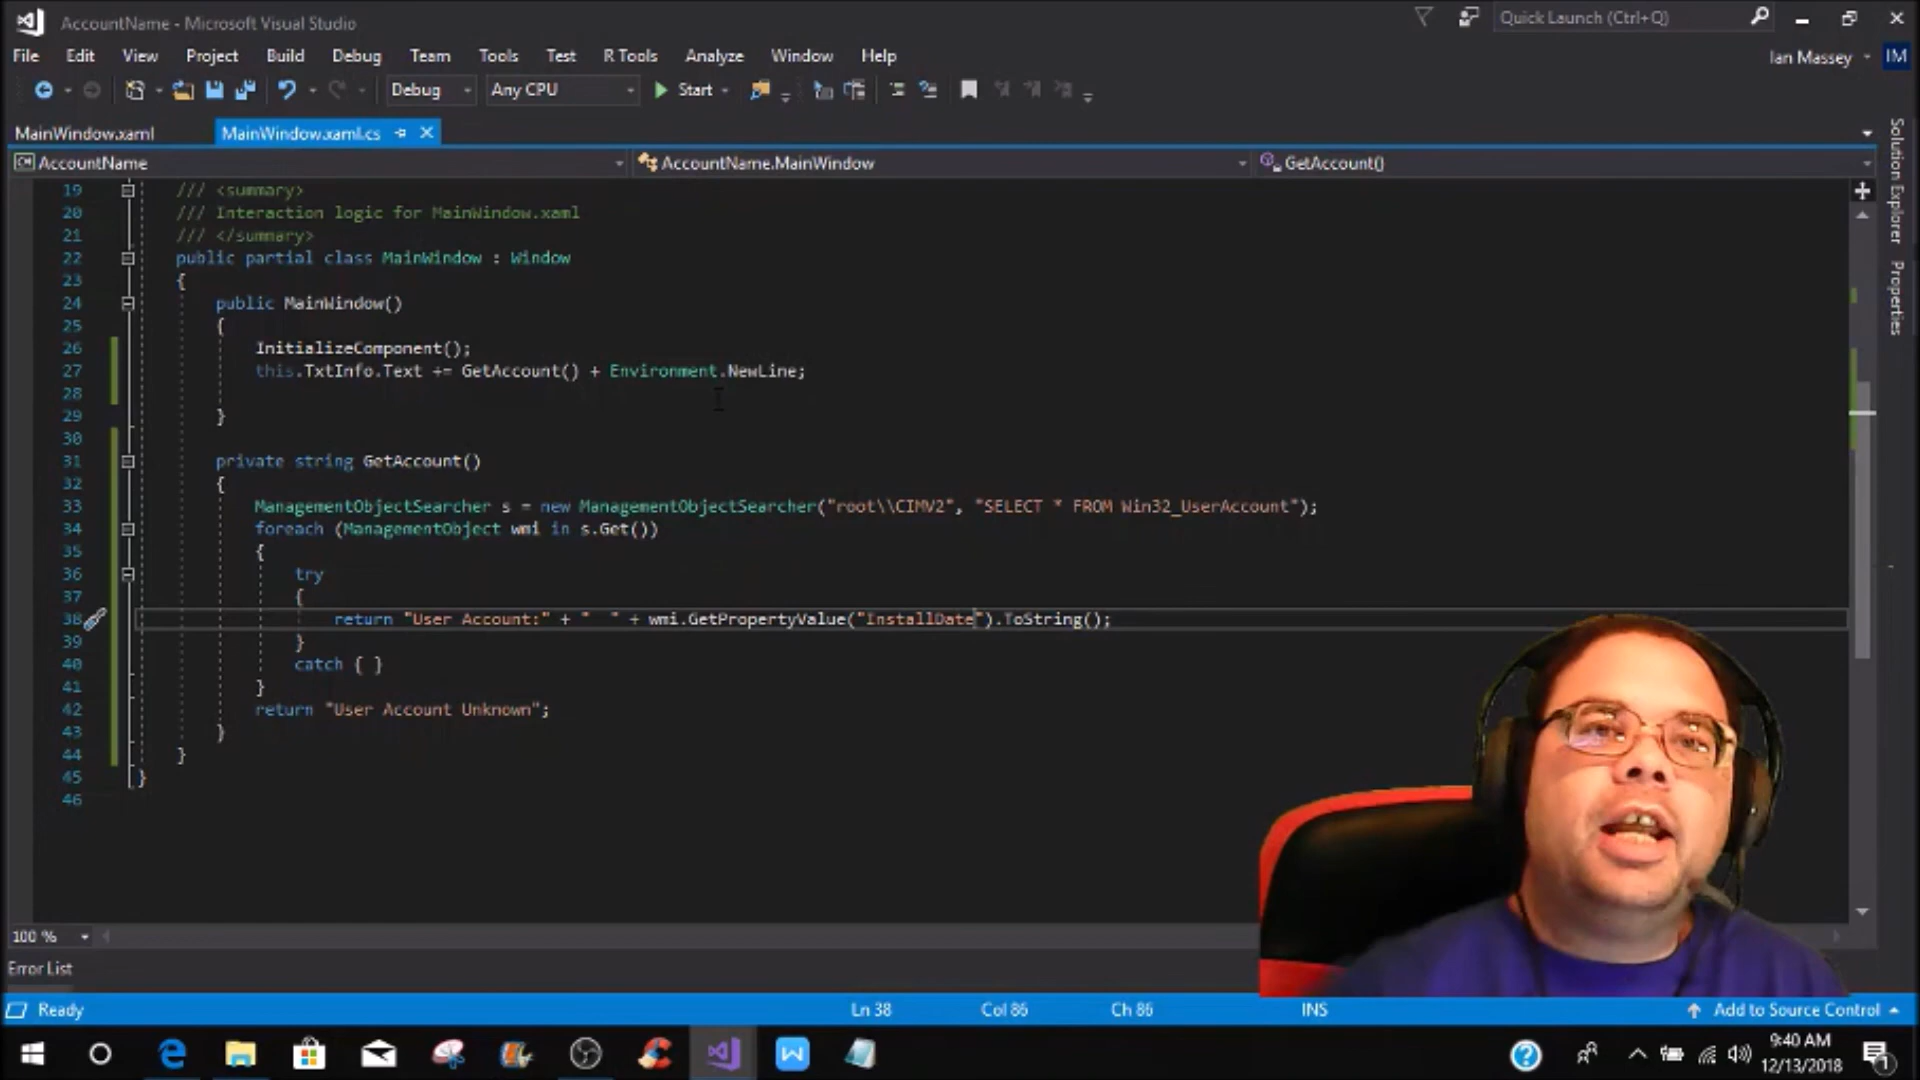 AccountName - Microsoft Visual Studio
Quick Launch (Ctrl+Q)
File Edit View Project Build Debug Team Tools Test R Tools Analyze Window Help
Ian Massey IM
Debug Any CPU Start
MainWindow.xaml MainWindow.xaml.cs
AccountName AccountName.MainWindow GetAccount()
Solution Explorer
Properties
19 /// <summary>
20 /// Interaction logic for MainWindow.xaml
21 /// </summary>
22 public partial class MainWindow : Window
23 {
24 public MainWindow()
25 {
26 InitializeComponent();
27 this.TxtInfo.Text += GetAccount() + Environment.NewLine;
28
29 }
30
31 private string GetAccount()
32 {
33 ManagementObjectSearcher s = new ManagementObjectSearcher("root\\CIMV2", "SELECT * FROM Win32_UserAccount");
34 foreach (ManagementObject wmi in s.Get())
35 {
36 try
37 {
38 return "User Account:" + "  " + wmi.GetPropertyValue("InstallDate").ToString();
39 }
40 catch { }
41 }
42 return "User Account Unknown";
43 }
44 }
45 }
46
100 %
Error List
Ready Ln 38 Col 86 Ch 86 INS Add to Source Control
9:40 AM
12/13/2018
1